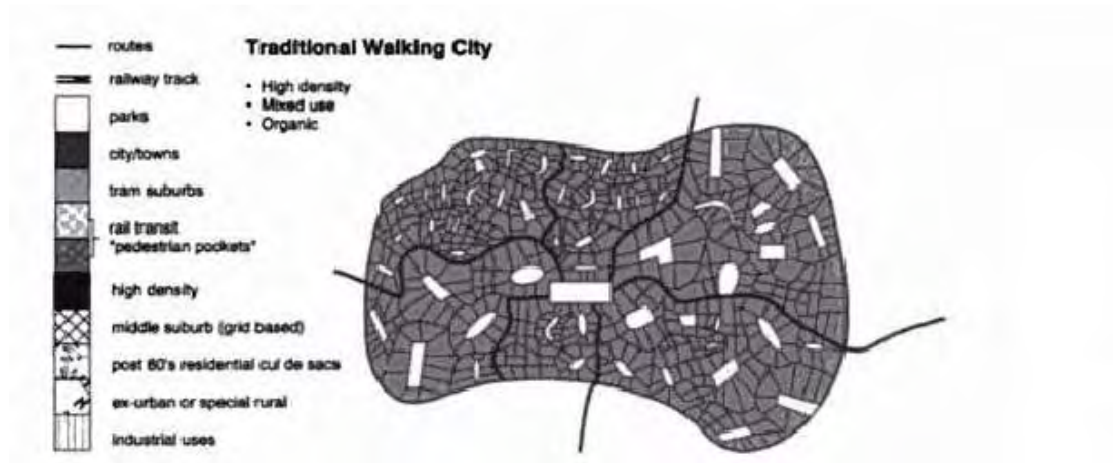 routes
railway track
parks
city/towns
tram suburbs
rail transit
"pedestrian pockets"
high density
middle suburb (grid based)
post 60's residential cul de sacs
ex-urban or special rural
industrial uses
Traditional Walking City
• High density
• Mixed use
• Organic